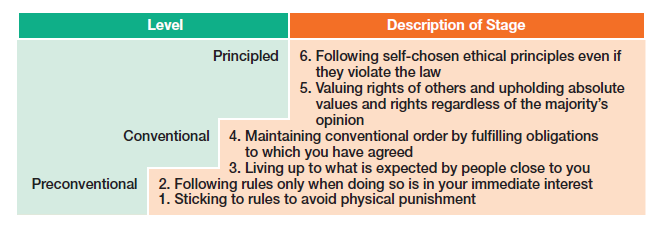 Level
Description of Stage
Principled
6. Following self-chosen ethical principles even if
they violate the law
5. Valuing rights of others and upholding absolute
values and rights regardless of the majority’s
opinion
Conventional
4. Maintaining conventional order by fulfilling obligations
to which you have agreed
3. Living up to what is expected by people close to you
Preconventional
2. Following rules only when doing so is in your immediate interest
1. Sticking to rules to avoid physical punishment